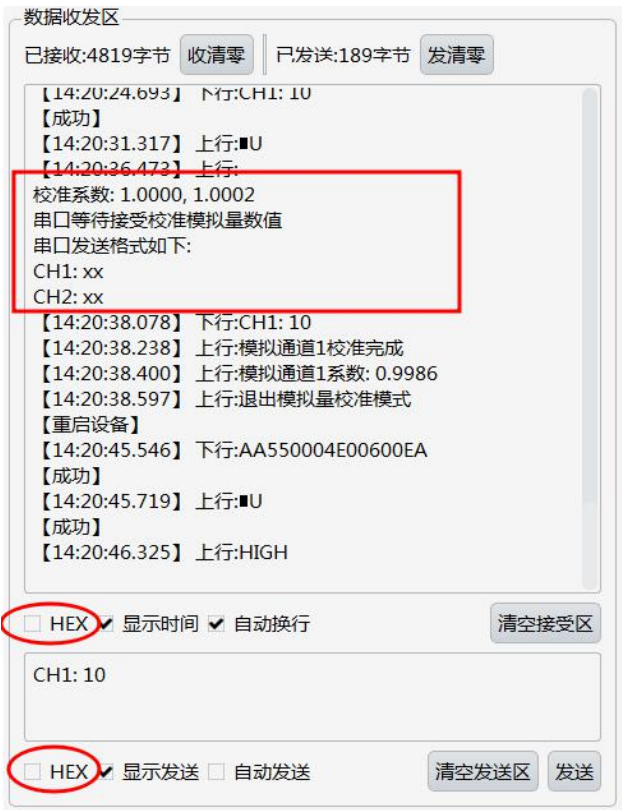 数据收发区
已接收:4819字节 收清零 已发送:189字节 发清零
【14:20:24.693】 下行:CH1: 10
【成功】
【14:20:31.317】 上行:■U
【14:20:36.473】 上行:
校准系数: 1.0000, 1.0002
串口等待接受校准模拟量数值
串口发送格式如下:
CH1: xx
CH2: xx
【14:20:38.078】 下行:CH1: 10
【14:20:38.238】 上行:模拟通道1校准完成
【14:20:38.400】 上行:模拟通道1系数: 0.9986
【14:20:38.597】 上行:退出模拟量校准模式
【重启设备】
【14:20:45.546】 下行:AA550004E00600EA
【成功】
【14:20:45.719】 上行:■U
【成功】
【14:20:46.325】 上行:HIGH
HEX 显示时间 自动换行 清空接受区
CH1: 10
HEX 显示发送 自动发送 清空发送区 发送